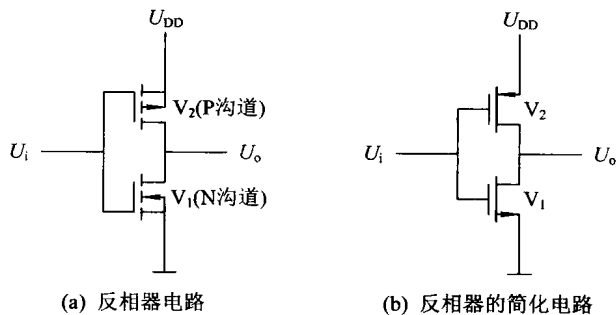 U_DD
V₂(P沟道)
U_i
U_o
V₁(N沟道)
(a) 反相器电路
U_DD
V₂
U_i
U_o
V₁
(b) 反相器的简化电路